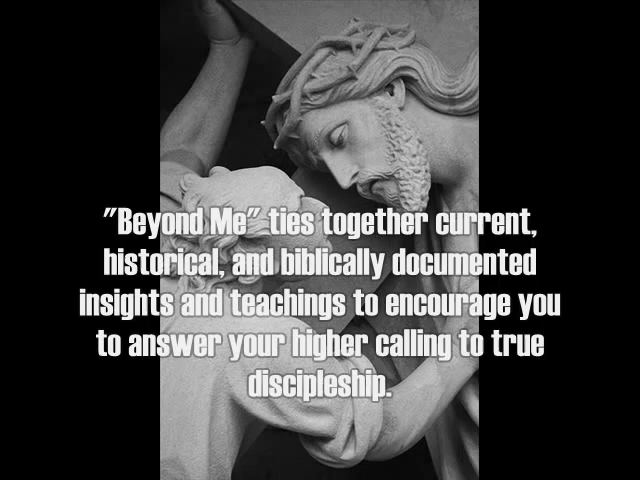 "Beyond Me" ties together current,
historical, and biblically documented
insights and teachings to encourage you
to answer your higher calling to true
discipleship.